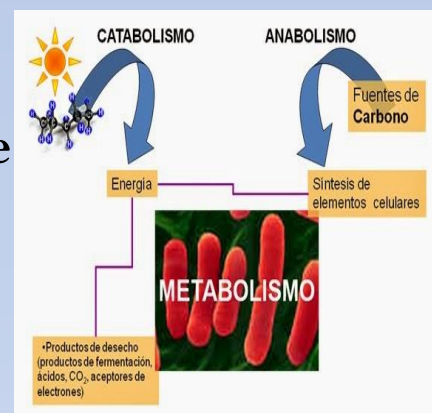 CATABOLISMO
ANABOLISMO
Fuentes de
Carbono
e
Energia
Síntesis de
elementos celulares
METABOLISMO
•Productos de desecho
(productos de fermentación,
ácidos, CO₂, aceptores de
electrones)